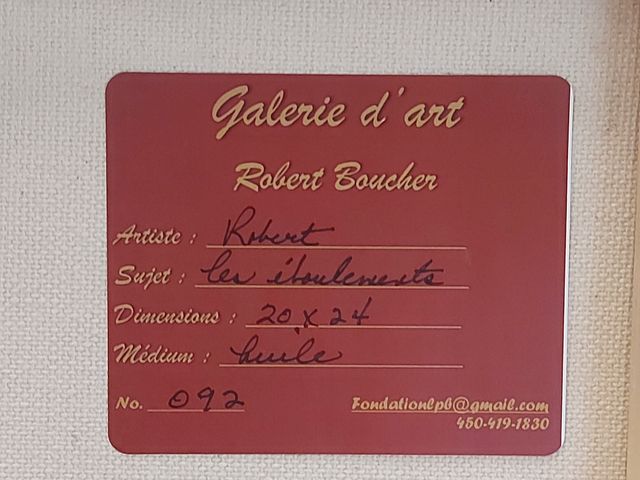 Galerie d'art
Robert Boucher
Artiste : Robert
Sujet : les éboulements
Dimensions : 20 x 24
Médium : huile
No. 092
Fondationlpb@gmail.com
450-419-1830